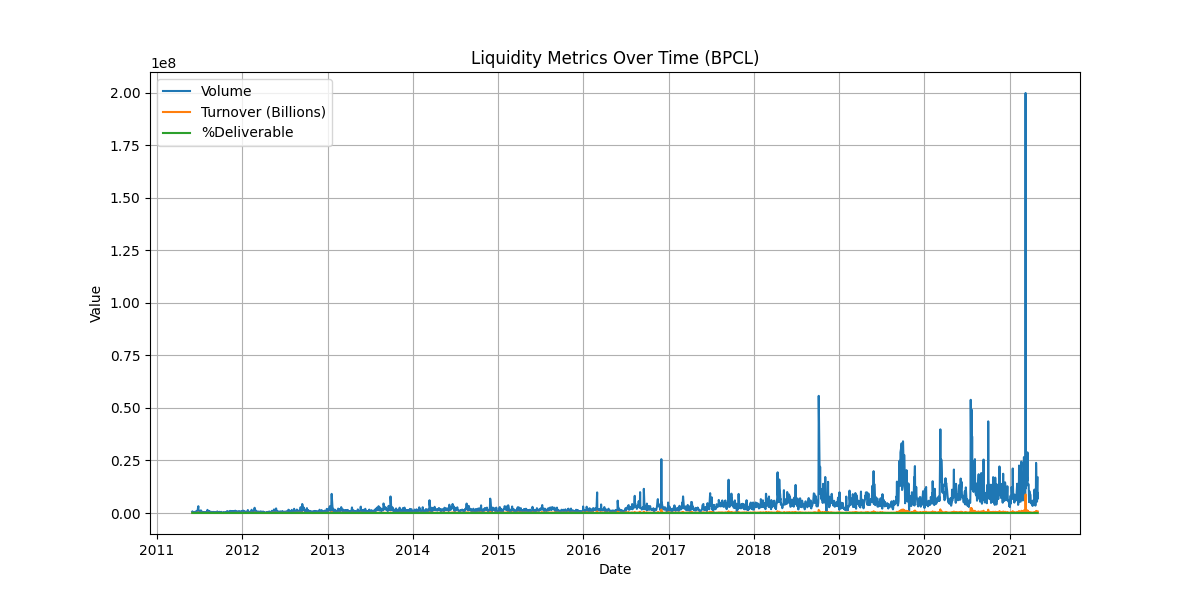 Liquidity Metrics Over Time (BPCL)
1e8
Volume
Turnover (Billions)
%Deliverable
2.00
1.75
1.50
1.25
1.00
0.75
0.50
0.25
0.00
Value
2011 2012 2013 2014 2015 2016 2017 2018 2019 2020 2021
Date